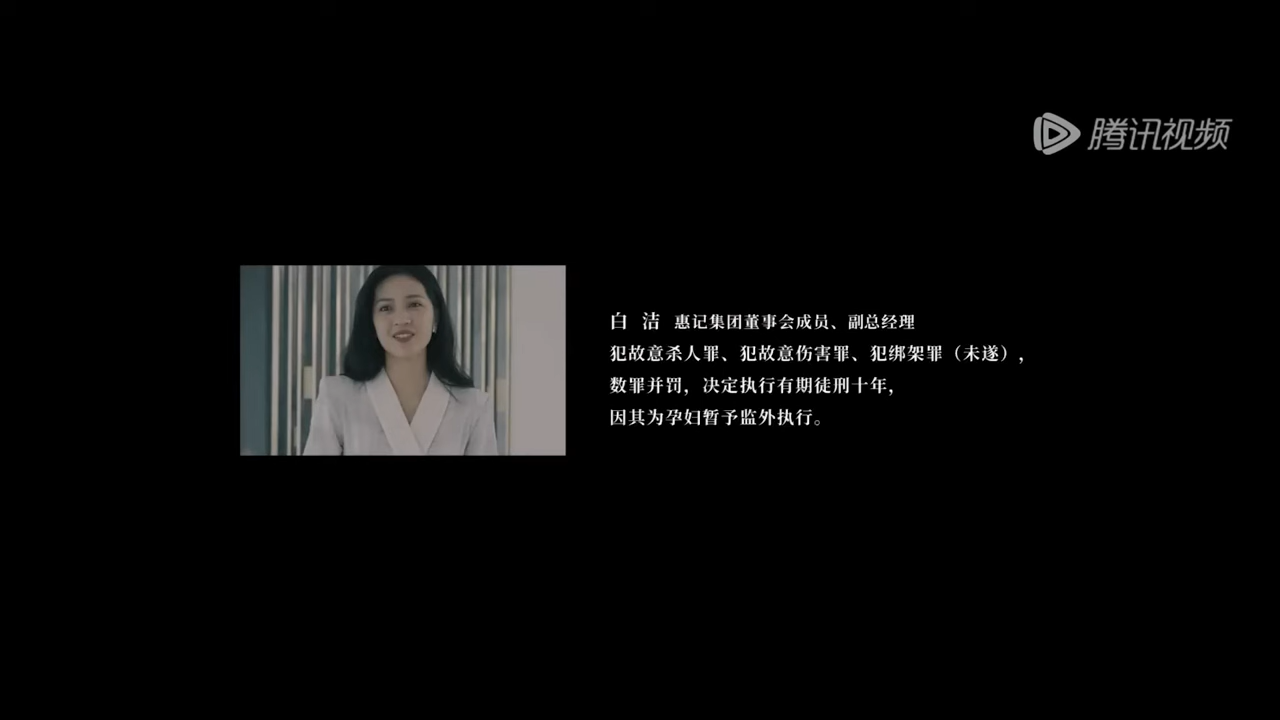 腾讯视频
白 洁 惠记集团董事会成员、副总经理
犯故意杀人罪、犯故意伤害罪、犯绑架罪（未遂），
数罪并罚，决定执行有期徒刑十年，
因其为孕妇暂予监外执行。